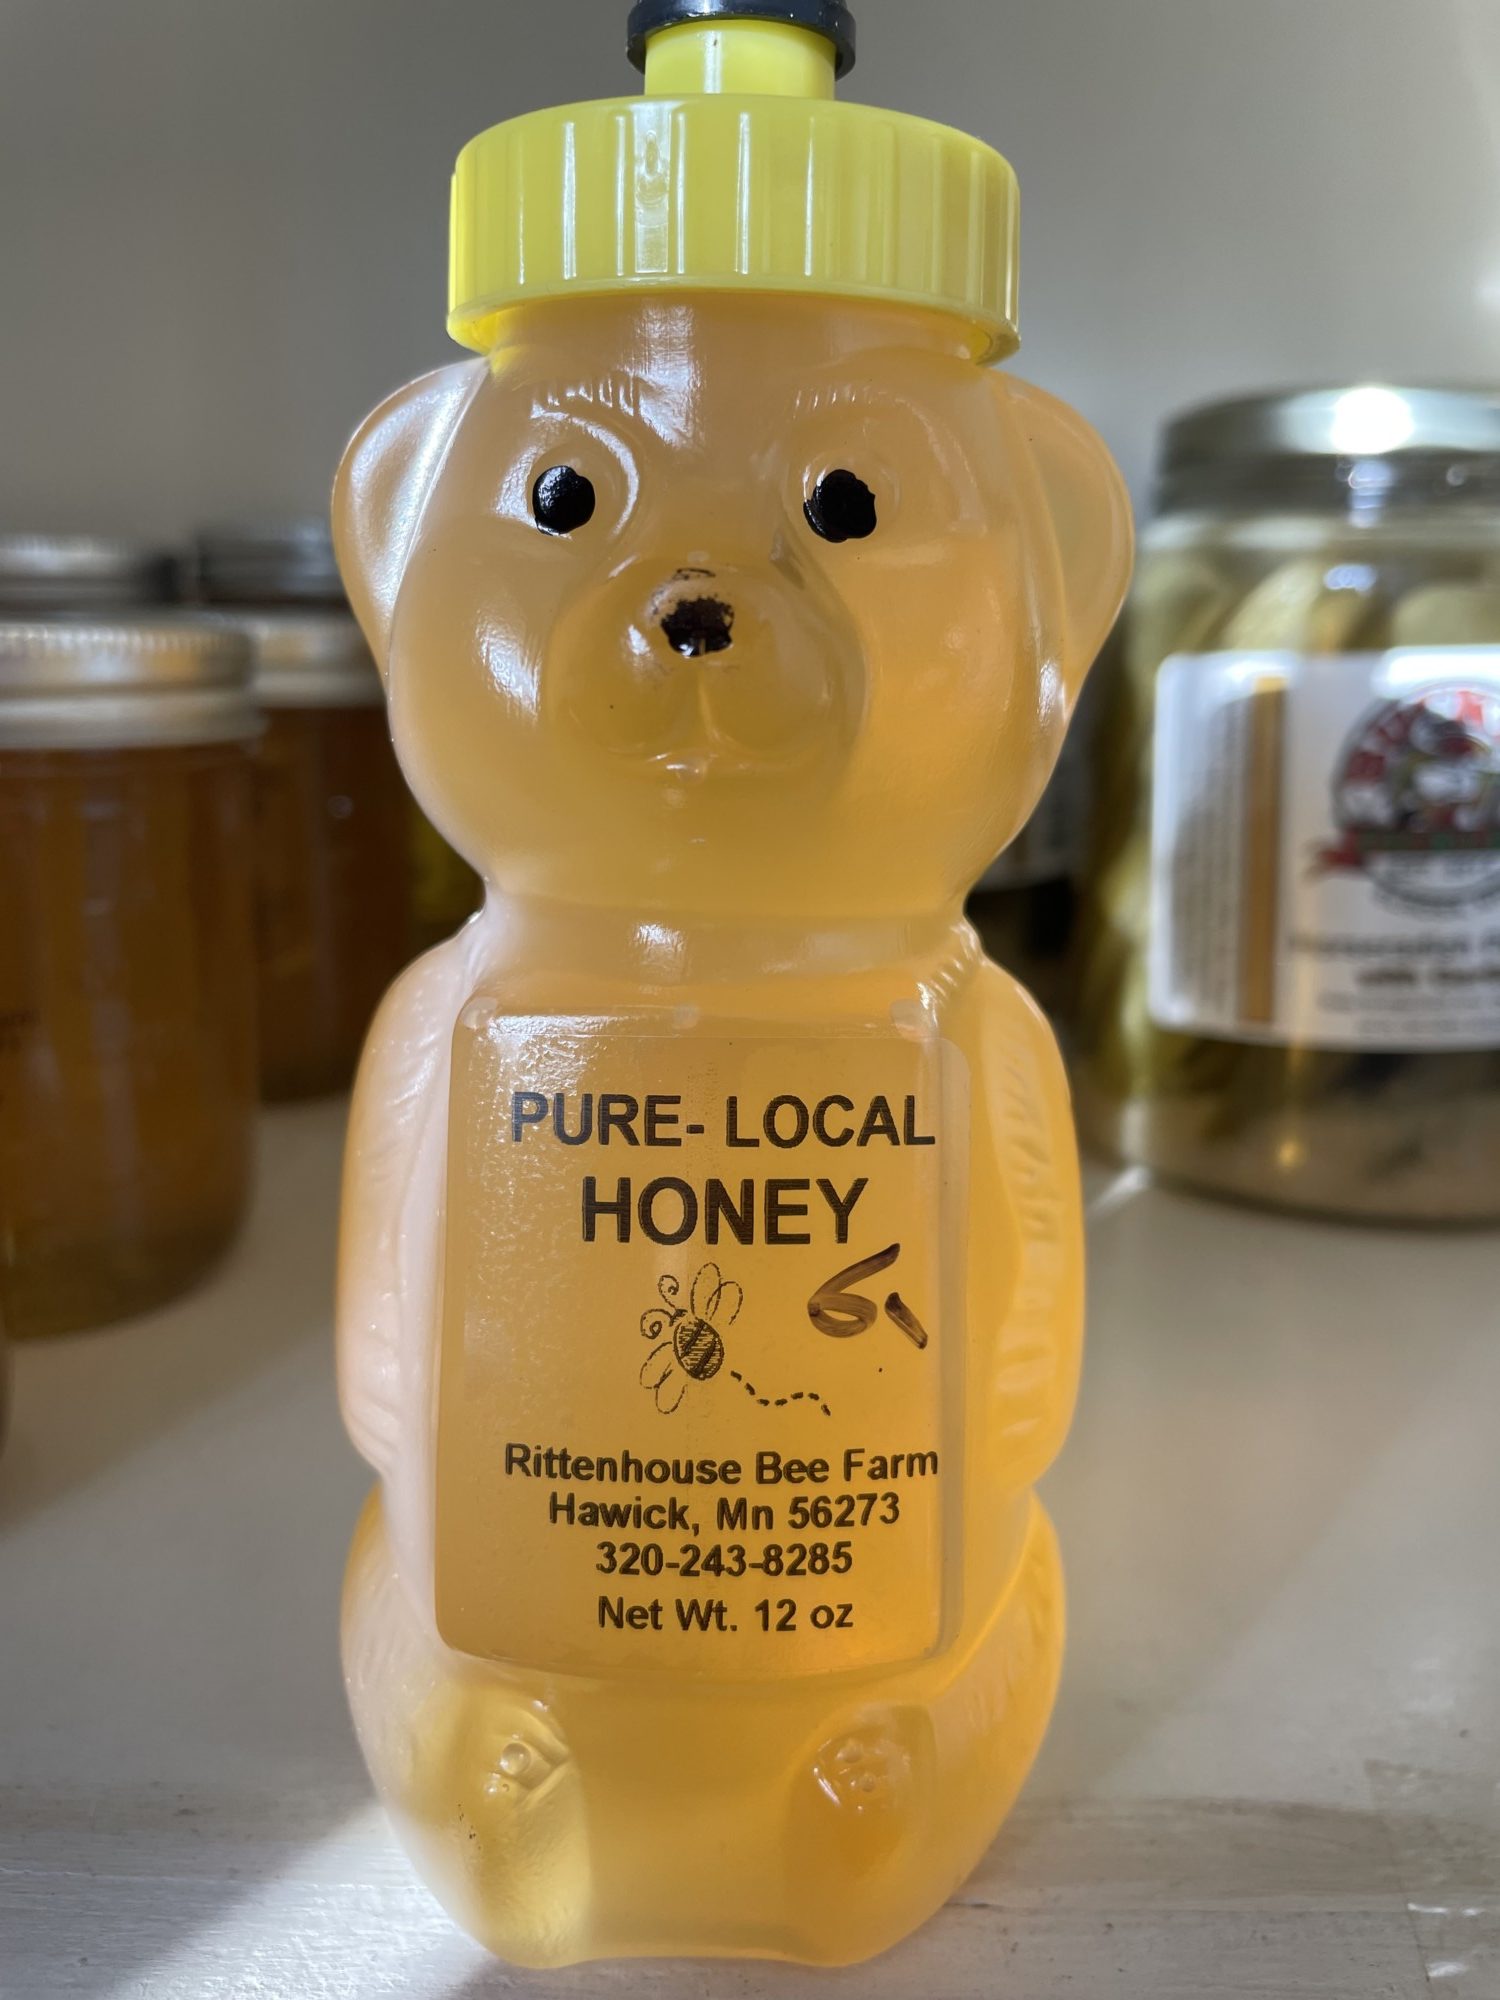 PURE- LOCAL
HONEY
6,
Rittenhouse Bee Farm
Hawick, Mn 56273
320-243-8285
Net Wt. 12 oz